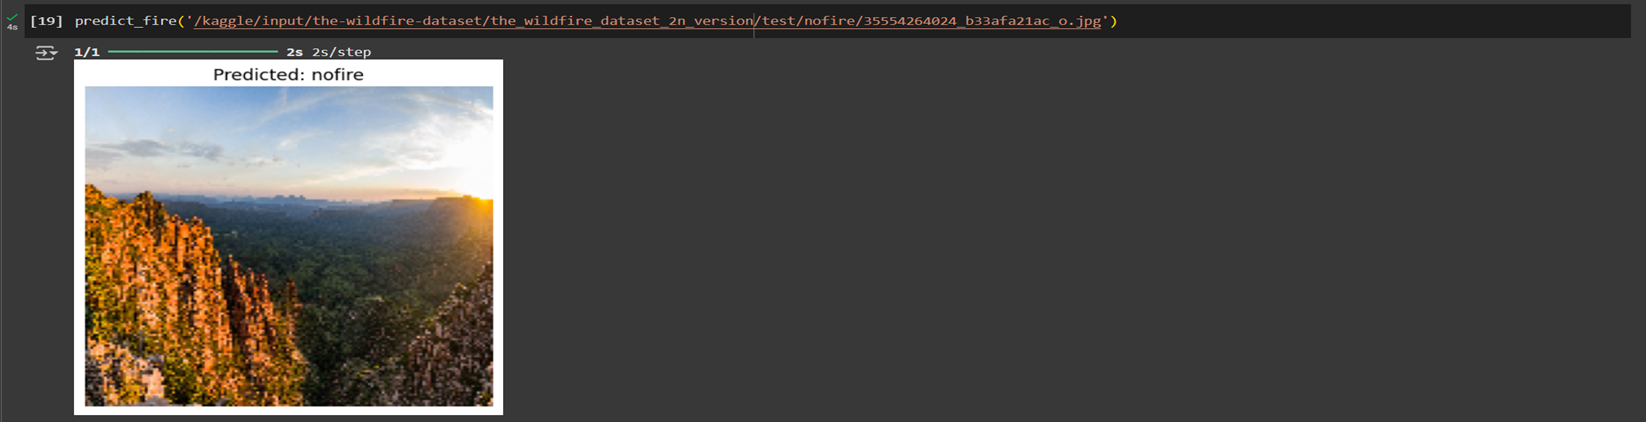 [19] predict_fire('/kaggle/input/the-wildfire-dataset/the_wildfire_dataset_2n_version/test/nofire/35554264024_b33afa21ac_o.jpg')
4s
1/1 2s 2s/step
Predicted: nofire